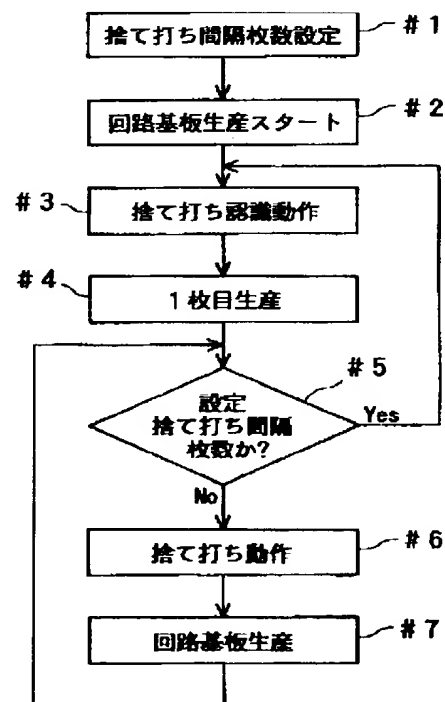 捨て打ち間隔枚数設定
#1
回路基板生産スタート
#2
#3
捨て打ち認識動作
#4
1枚目生産
#5
設定
捨て打ち間隔
枚数か?
Yes
No
捨て打ち動作
#6
回路基板生産
#7